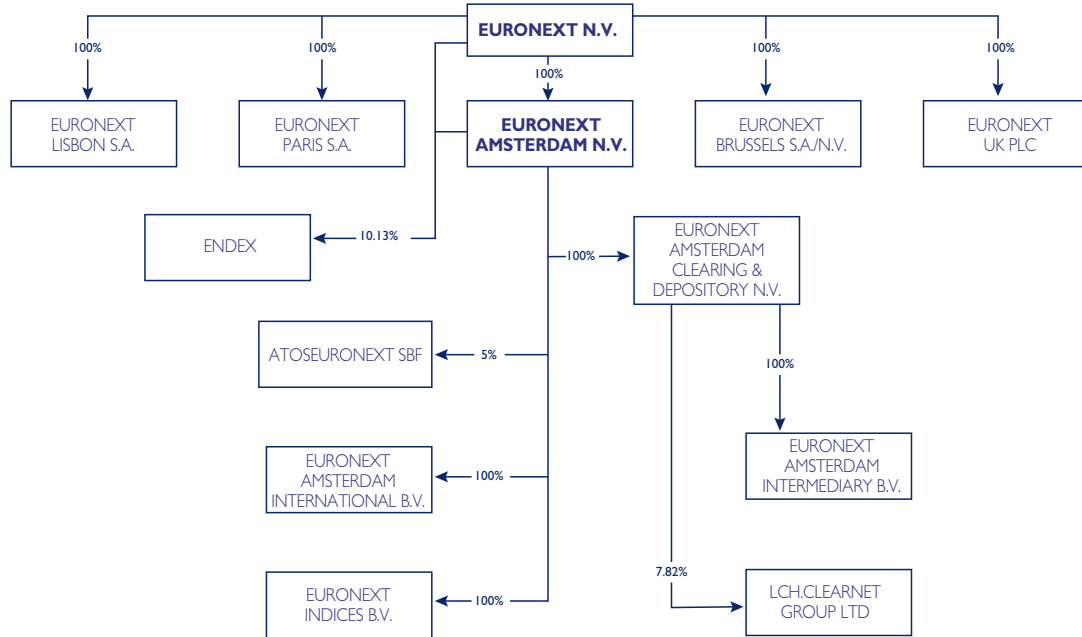 EURONEXT N.V.
100%
100%
100%
100%
100%
EURONEXT
LISBON S.A.
EURONEXT
PARIS S.A.
EURONEXT
AMSTERDAM N.V.
EURONEXT
BRUSSELS S.A./N.V.
EURONEXT
UK PLC
ENDEX
10.13%
100%
EURONEXT
AMSTERDAM
CLEARING &
DEPOSITORY N.V.
ATOSEURONEXT SBF
5%
100%
EURONEXT
AMSTERDAM
INTERNATIONAL B.V.
100%
EURONEXT
AMSTERDAM
INTERMEDIARY B.V.
EURONEXT
INDICES B.V.
100%
7.82%
LCH.CLEARNET
GROUP LTD